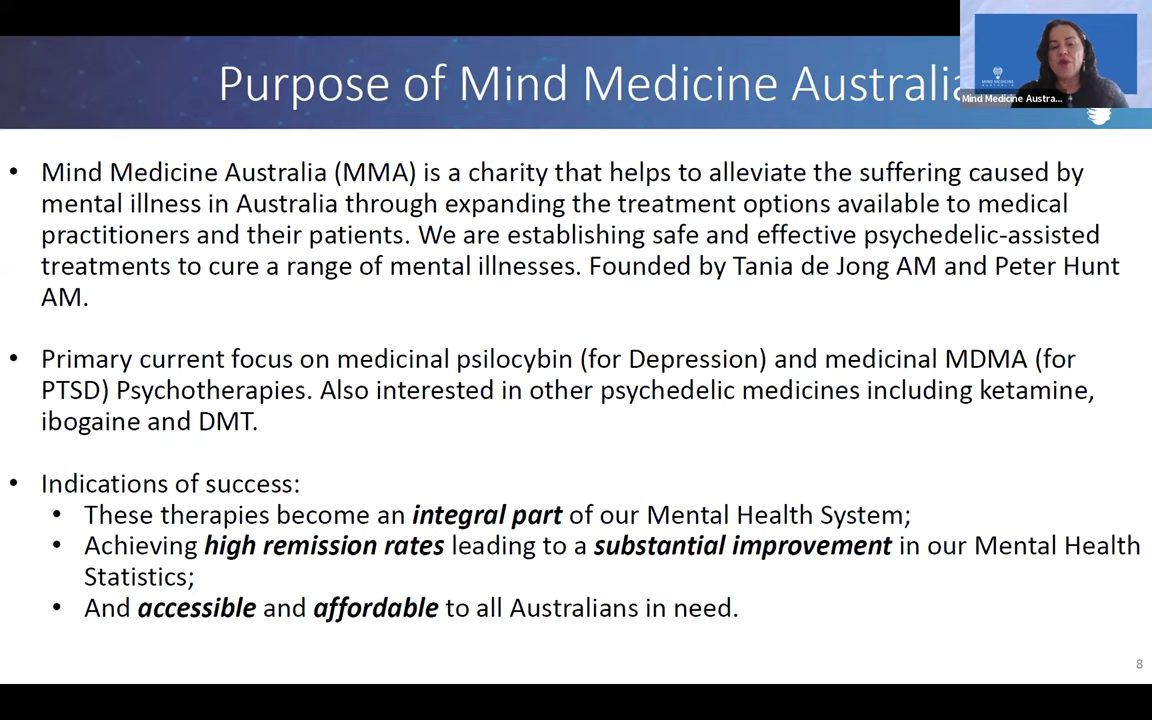 Purpose of Mind Medicine Australia
MIND MEDICINE
AUSTRALIA
Mind Medicine Austra...
• Mind Medicine Australia (MMA) is a charity that helps to alleviate the suffering caused by
mental illness in Australia through expanding the treatment options available to medical
practitioners and their patients. We are establishing safe and effective psychedelic-assisted
treatments to cure a range of mental illnesses. Founded by Tania de Jong AM and Peter Hunt
AM.
• Primary current focus on medicinal psilocybin (for Depression) and medicinal MDMA (for
PTSD) Psychotherapies. Also interested in other psychedelic medicines including ketamine,
ibogaine and DMT.
• Indications of success:
• These therapies become an integral part of our Mental Health System;
• Achieving high remission rates leading to a substantial improvement in our Mental Health
Statistics;
• And accessible and affordable to all Australians in need.
8